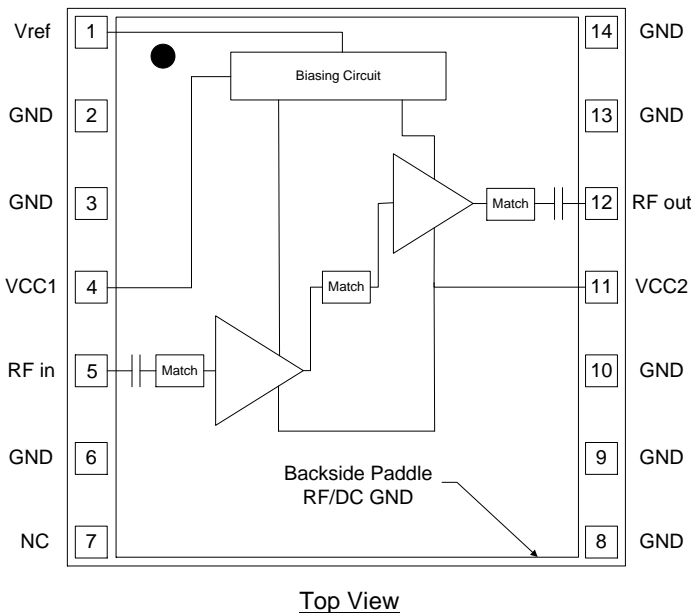 Vref 1 14 GND
Biasing Circuit
GND 2 13 GND
GND 3 Match 12 RF out
VCC1 4 Match 11 VCC2
RF in 5 Match 10 GND
GND 6 9 GND
Backside Paddle
RF/DC GND
NC 7 8 GND
Top View